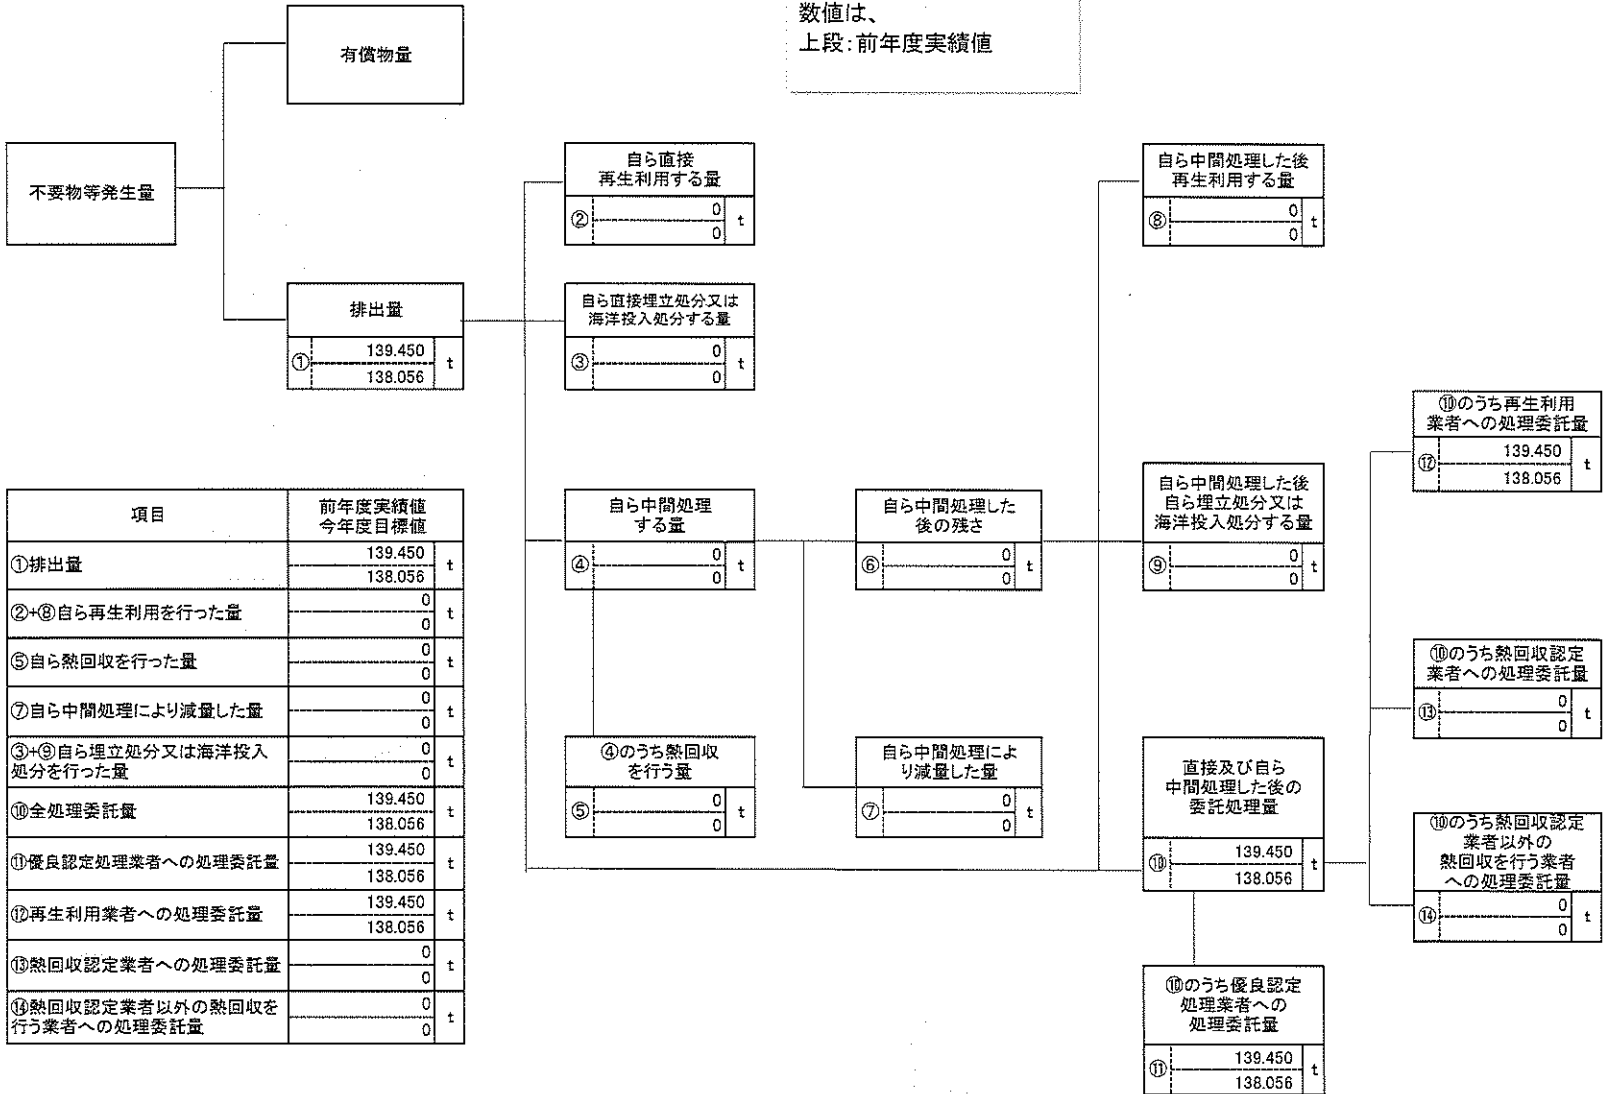 数値は、
上段：前年度実績値
有償物量
不要物等発生量
排出量
①
139.450
138.056
t
自ら直接
再生利用する量
②
0
0
t
自ら直接埋立処分又は
海洋投入処分する量
③
0
0
t
自ら中間処理
する量
④
0
0
t
④のうち熱回収
を行う量
⑤
0
0
t
自ら中間処理した
後の残さ
⑥
0
0
t
自ら中間処理によ
り減量した量
⑦
0
0
t
自ら中間処理した後
再生利用する量
⑧
0
0
t
自ら中間処理した後
自ら埋立処分又は
海洋投入処分する量
⑨
0
0
t
直接及び自ら
中間処理した後の
委託処理量
⑩
139.450
138.056
t
⑩のうち優良認定
処理業者への
処理委託量
⑪
139.450
138.056
t
⑩のうち再生利用
業者への処理委託量
⑫
139.450
138.056
t
⑩のうち熱回収認定
業者への処理委託量
⑬
0
0
t
⑩のうち熱回収認定
業者以外の
熱回収を行う業者
への処理委託量
⑭
0
0
t
項目
前年度実績値
今年度目標値
①排出量
139.450
138.056
t
②+⑧自ら再生利用を行った量
0
0
t
⑤自ら熱回収を行った量
0
0
t
⑦自ら中間処理により減量した量
0
0
t
③+⑨自ら埋立処分又は海洋投入
処分を行った量
0
0
t
⑩全処理委託量
139.450
138.056
t
⑪優良認定処理業者への処理委託量
139.450
138.056
t
⑫再生利用業者への処理委託量
139.450
138.056
t
⑬熱回収認定業者への処理委託量
0
0
t
⑭熱回収認定業者以外の熱回収を
行う業者への処理委託量
0
0
t